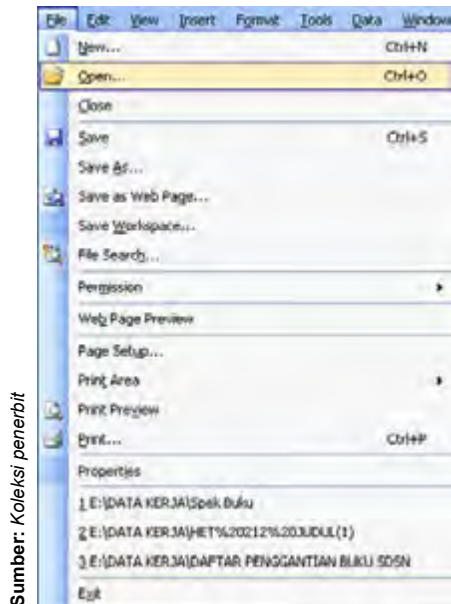 File Edit View Insert Format Tools Data Window
New... Ctrl+N
Open... Ctrl+O
Close
Save Ctrl+S
Save As...
Save as Web Page...
Save Workspace...
File Search...
Permission
Web Page Preview
Page Setup...
Print Area
Print Preview
Print... Ctrl+P
Properties
1 E:\DATA KERJA\Spek Buku
2 E:\DATA KERJA\HET%20212%20JUDUL(1)
3 E:\DATA KERJA\DAFTAR PENGGANTIAN BUKU SDSN
Exit
Sumber: Koleksi penerbit